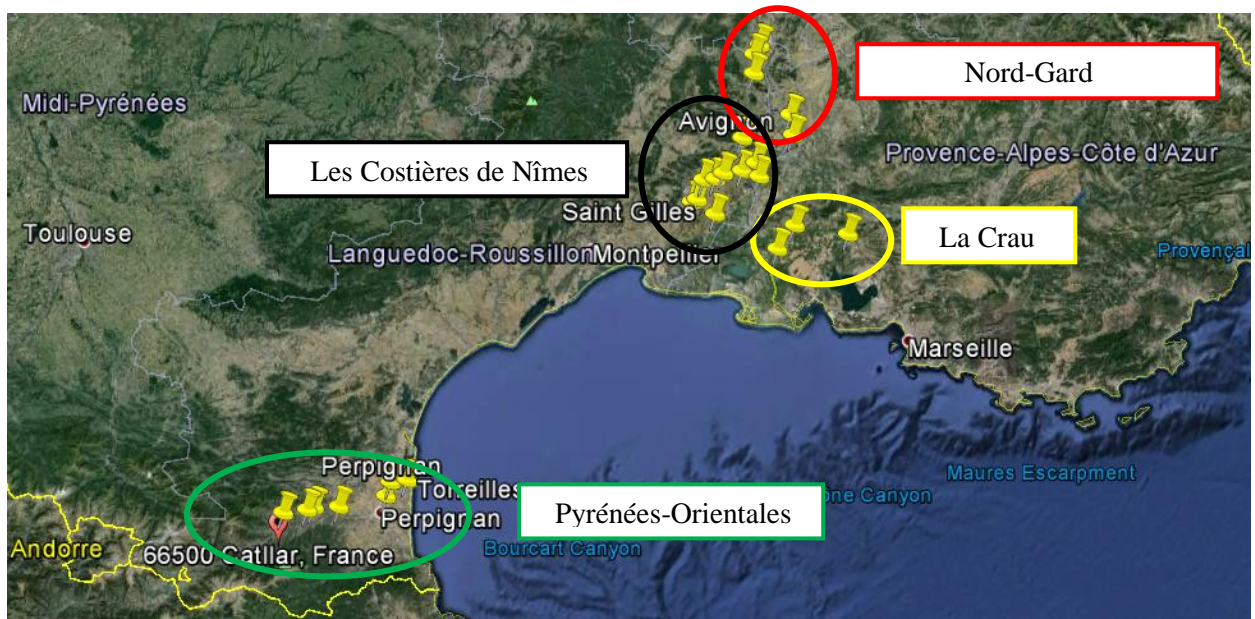 Nord-Gard
Midi-Pyrénées
Avignon
Provence-Alpes-Côte d'Azur
Les Costières de Nîmes
Saint Gilles
Toulouse
La Crau
Languedoc-Roussillon
Montpellier
Provençal
Marseille
Perpignan
Maures Escarpment
Torreilles
one Canyon
Perpignan
Pyrénées-Orientales
Andorre
66500 Catllar, France
Bourcart Canyon